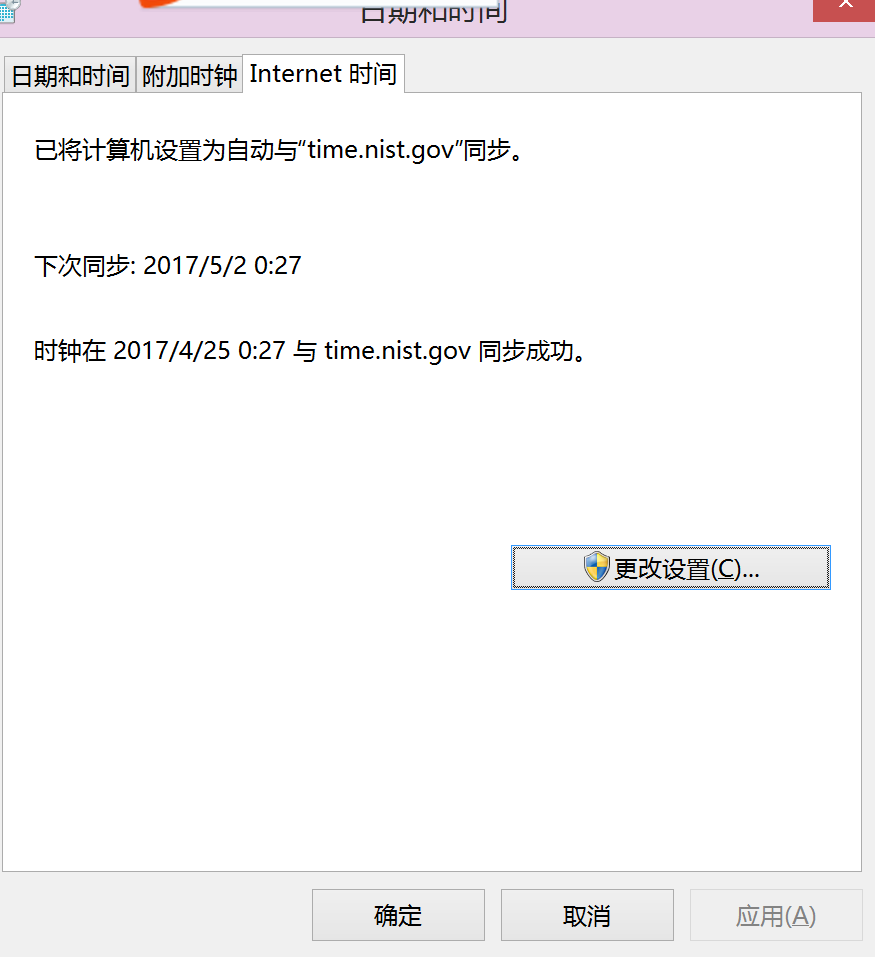 日期和时间
日期和时间 附加时钟 Internet 时间
已将计算机设置为自动与“time.nist.gov”同步。
下次同步: 2017/5/2 0:27
时钟在 2017/4/25 0:27 与 time.nist.gov 同步成功。
更改设置(C)...
确定 取消 应用(A)